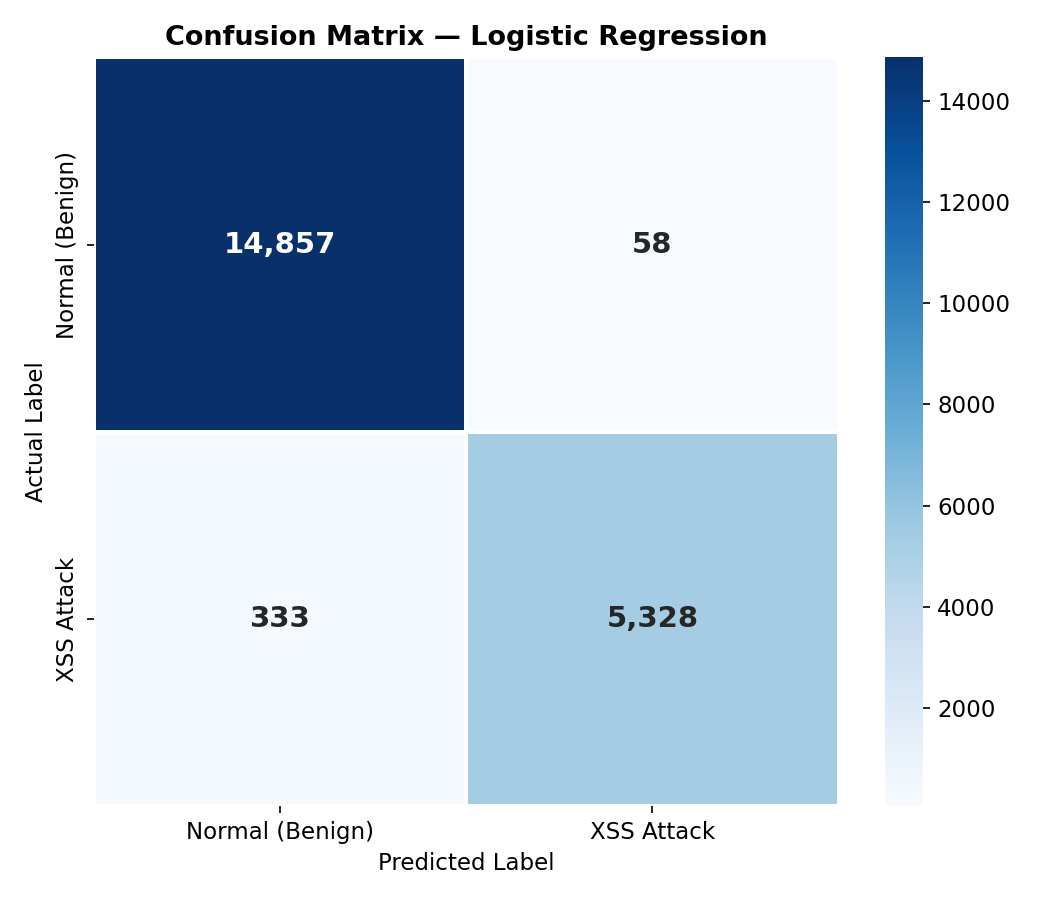 Confusion Matrix — Logistic Regression
Actual Label
Normal (Benign)
XSS Attack
14,857
58
333
5,328
Normal (Benign)
XSS Attack
Predicted Label
14000
12000
10000
8000
6000
4000
2000